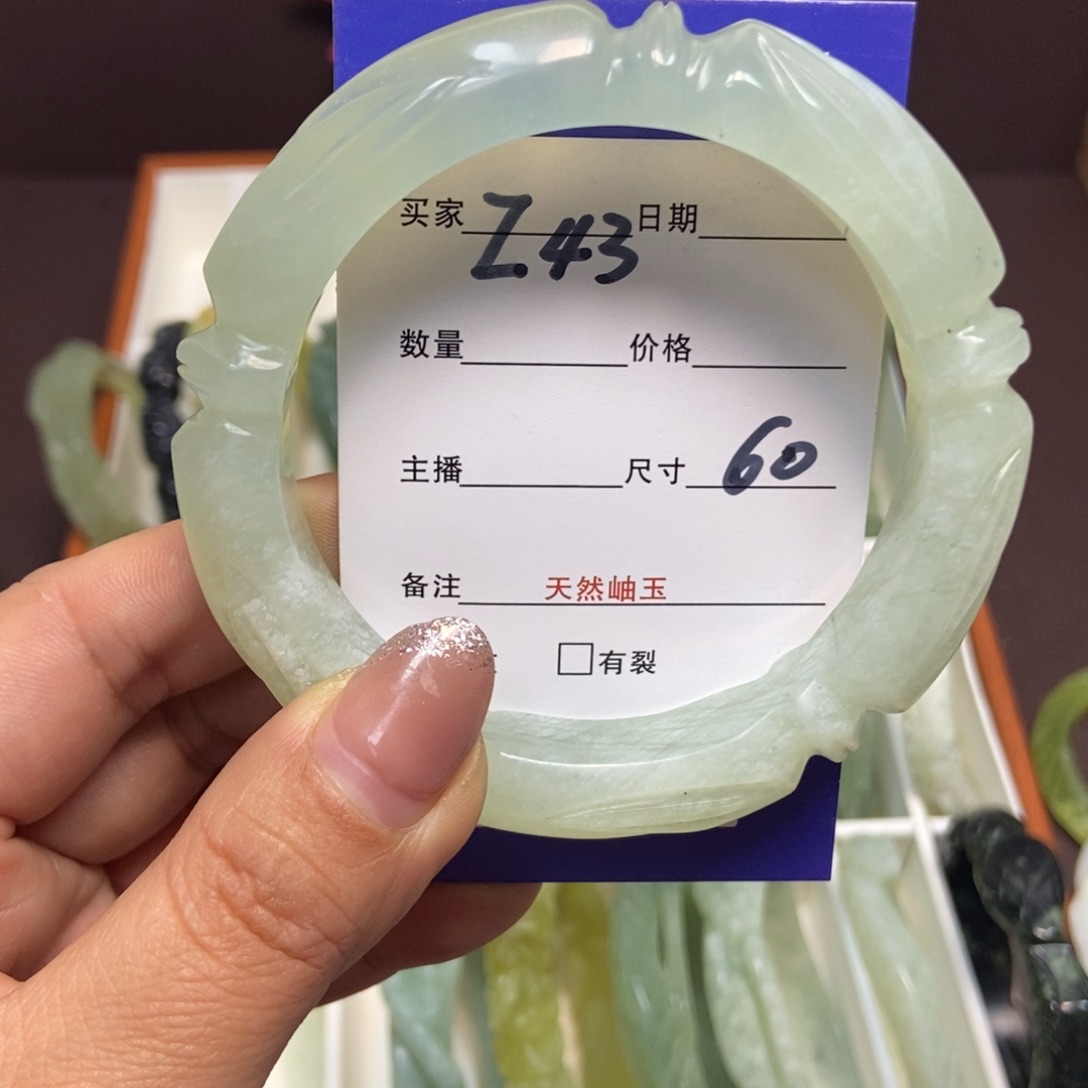 买家 Z.43 日期
数量 价格
主播 尺寸 60
备注 天然岫玉
□有裂